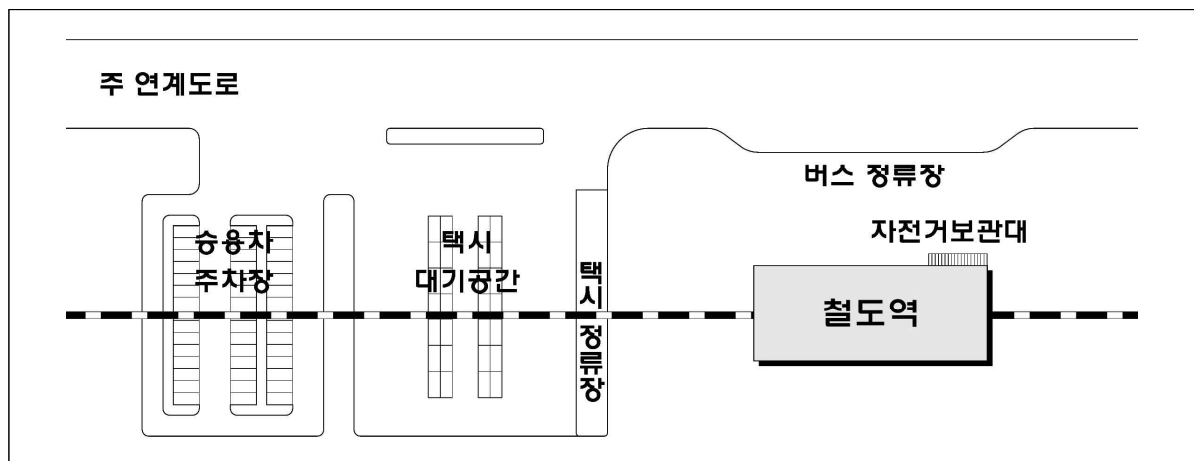 주 연계도로
버스 정류장
자전거보관대
승용차
주차장
택시
대기공간
택시 정류장
철도역